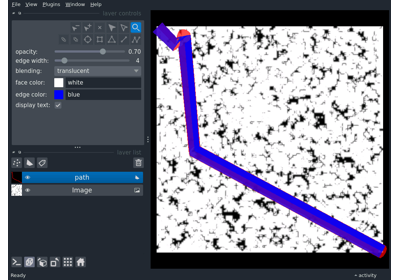 File View Plugins Window Help
layer controls
opacity: 0.70
edge width: 4
blending: translucent
face color: white
edge color: blue
display text:
layer list
path
Image
Ready
activity